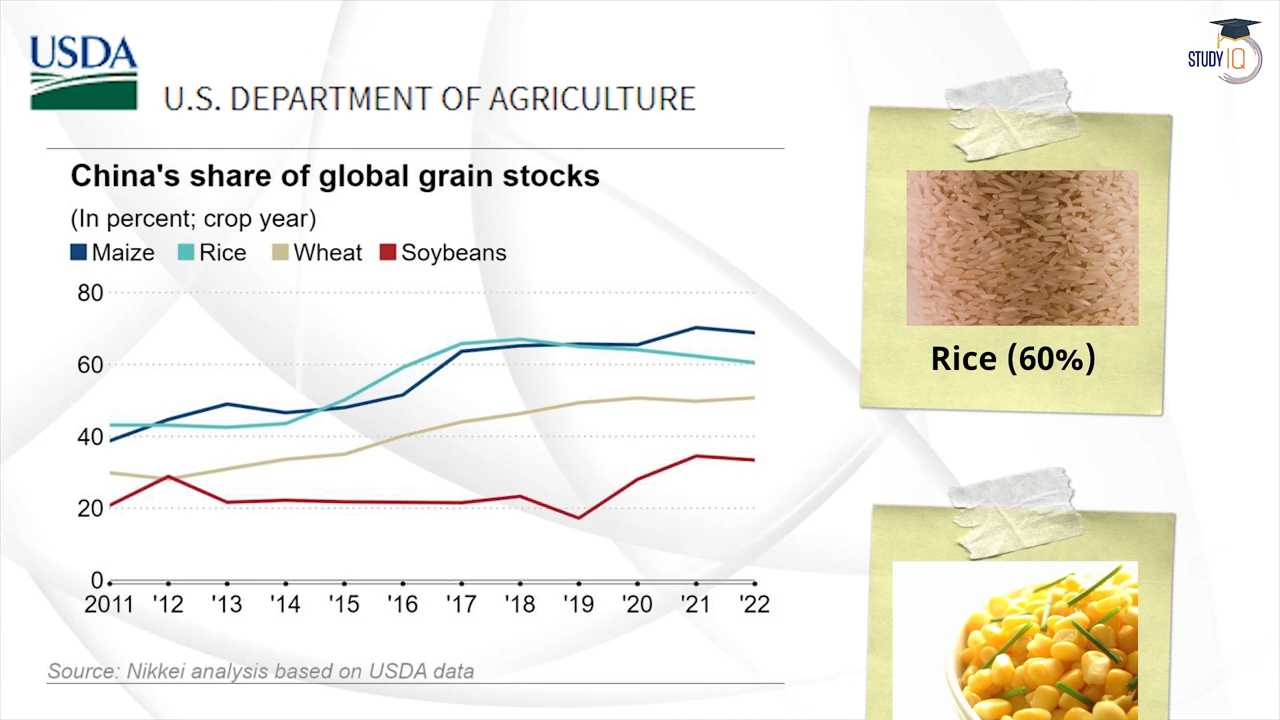 USDA
U.S. DEPARTMENT OF AGRICULTURE
STUDY IQ
China's share of global grain stocks
(In percent; crop year)
Maize Rice Wheat Soybeans
80
60
40
20
0
2011 '12 '13 '14 '15 '16 '17 '18 '19 '20 '21 '22
Source: Nikkei analysis based on USDA data
Rice (60%)